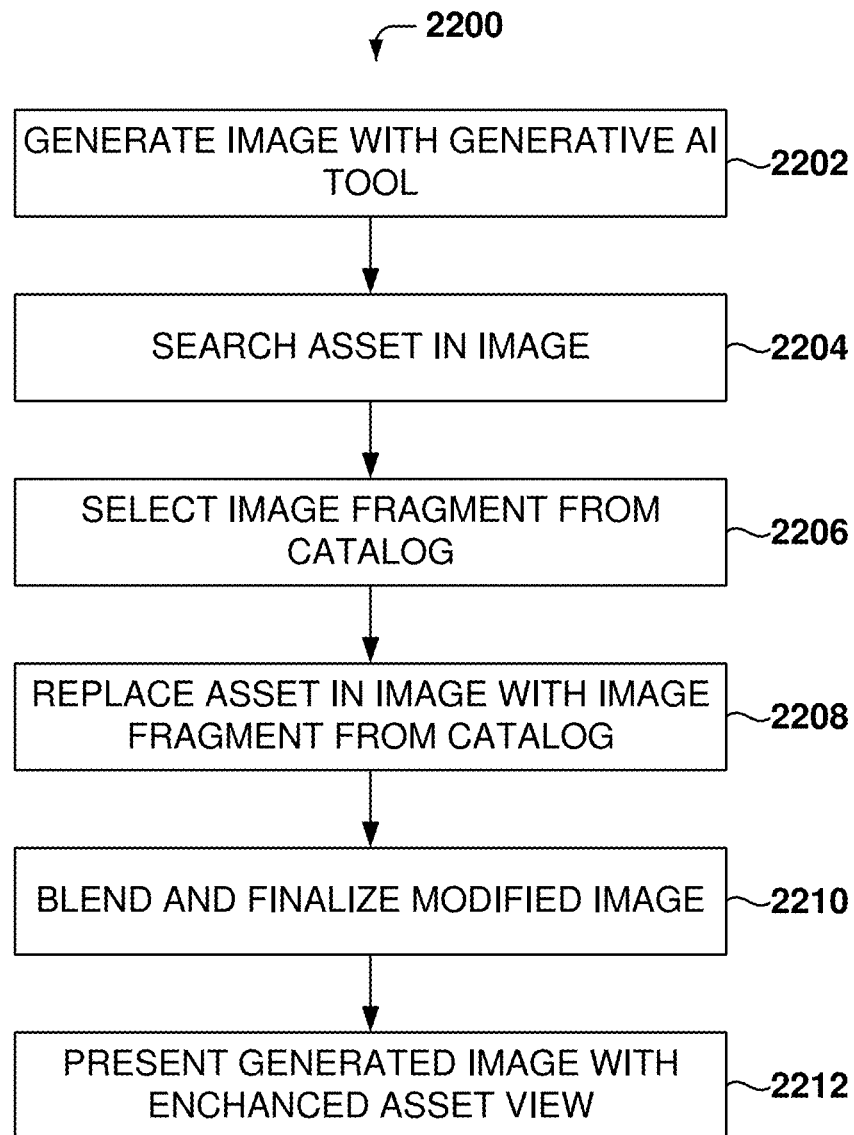 2200
GENERATE IMAGE WITH GENERATIVE AI
TOOL
2202
SEARCH ASSET IN IMAGE
2204
SELECT IMAGE FRAGMENT FROM
CATALOG
2206
REPLACE ASSET IN IMAGE WITH IMAGE
FRAGMENT FROM CATALOG
2208
BLEND AND FINALIZE MODIFIED IMAGE
2210
PRESENT GENERATED IMAGE WITH
ENCHANCED ASSET VIEW
2212